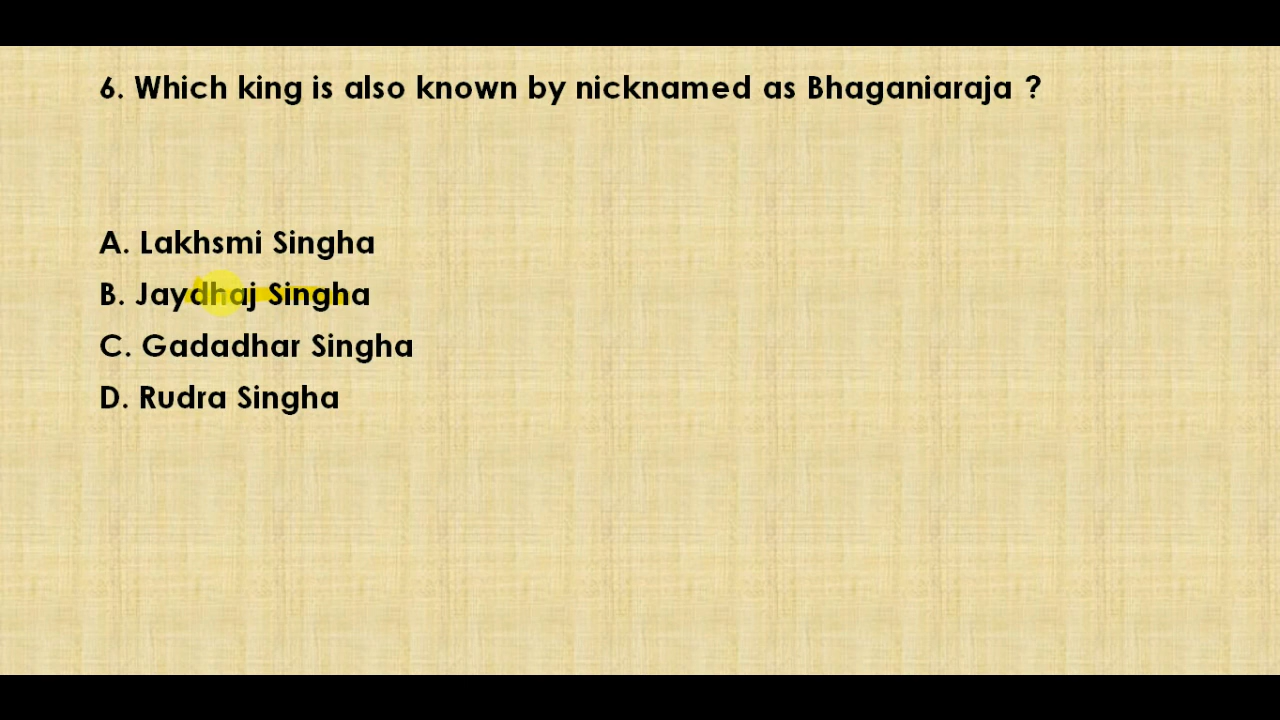 6. Which king is also known by nicknamed as Bhaganiaraja ?
A. Lakhsmi Singha
B. Jaydhaj Singha
C. Gadadhar Singha
D. Rudra Singha